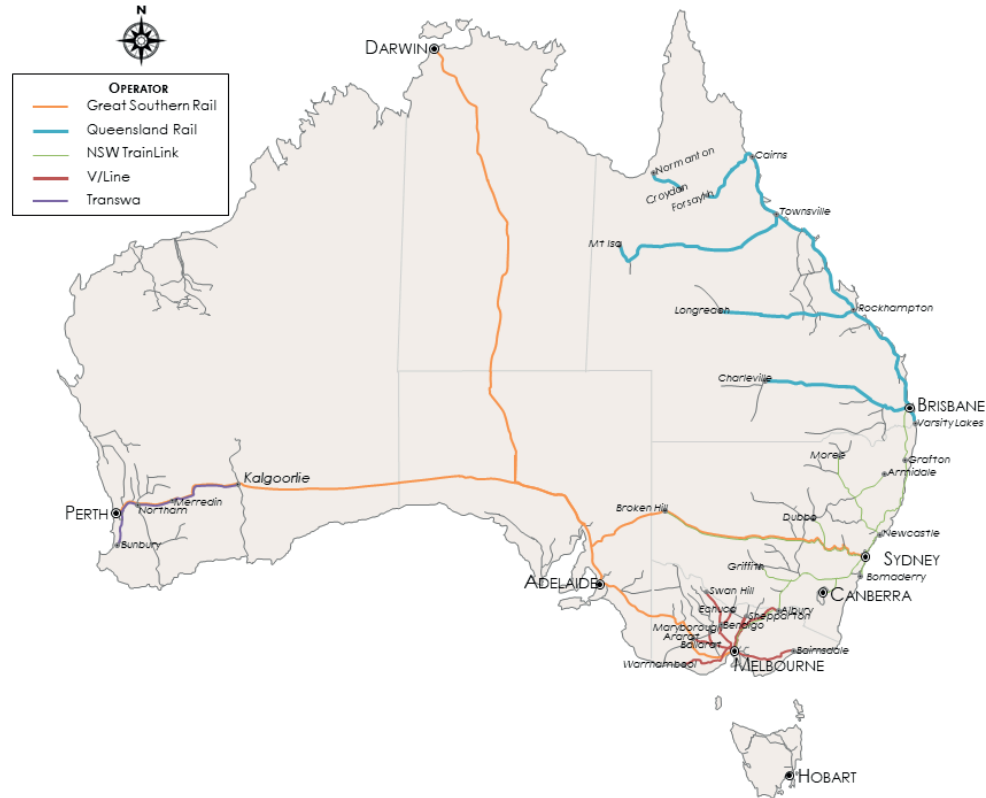 N
DARWIN
OPERATOR
Great Southern Rail
Queensland Rail
NSW TrainLink
V/Line
Transwa
Normanton
Cairns
Croydon
Forsayth
Townsville
Mt Isa
Longreach
Rockhampton
Charleville
BRISBANE
Varsity Lakes
Moree
Grafton
Armidale
Kalgoorlie
Merredin
Northam
PERTH
Bunbury
Broken Hill
Dubbo
Newcastle
SYDNEY
Griffith
Bomaderry
ADELAIDE
CANBERRA
Swan Hill
Echuca
Albury
Shepparton
Maryborough
Bendigo
Ararat
Ballarat
Bairnsdale
Warrnambool
MELBOURNE
HOBART